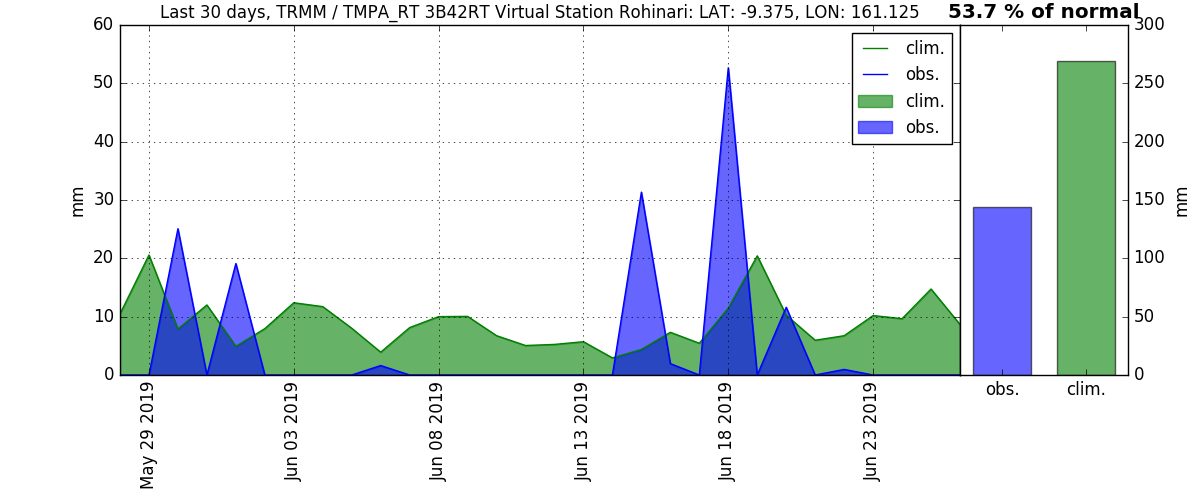 Last 30 days, TRMM / TMPA_RT 3B42RT Virtual Station Rohinari: LAT: -9.375, LON: 161.125
53.7 % of normal
60
50
40
30
20
10
0
mm
clim.
obs.
clim.
obs.
May 29 2019
Jun 03 2019
Jun 08 2019
Jun 13 2019
Jun 18 2019
Jun 23 2019
300
250
200
150
100
50
0
mm
obs.
clim.